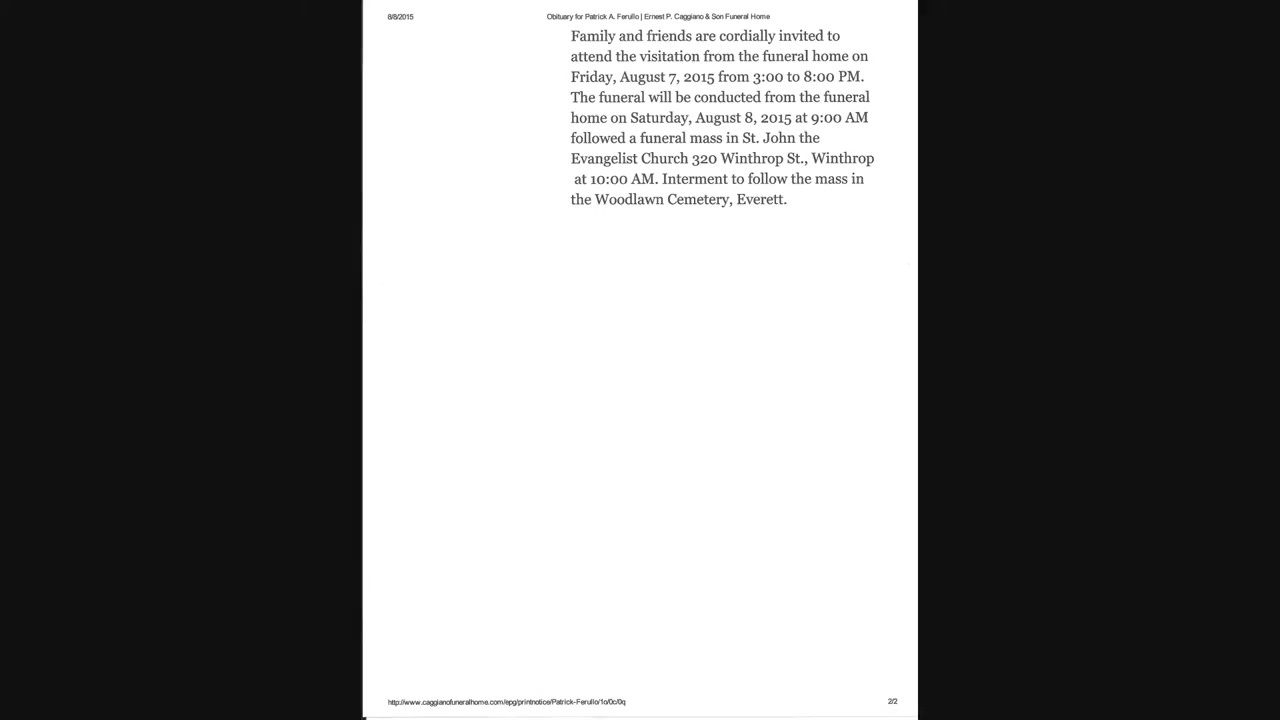 8/8/2015 Obituary for Patrick A. Ferullo | Ernest P. Caggiano & Son Funeral Home
Family and friends are cordially invited to
attend the visitation from the funeral home on
Friday, August 7, 2015 from 3:00 to 8:00 PM.
The funeral will be conducted from the funeral
home on Saturday, August 8, 2015 at 9:00 AM
followed a funeral mass in St. John the
Evangelist Church 320 Winthrop St., Winthrop
at 10:00 AM. Interment to follow the mass in
the Woodlawn Cemetery, Everett.
http://www.caggianofuneralhome.com/epg/printnotice/Patrick-Ferullo/1o/0c/0q 2/2